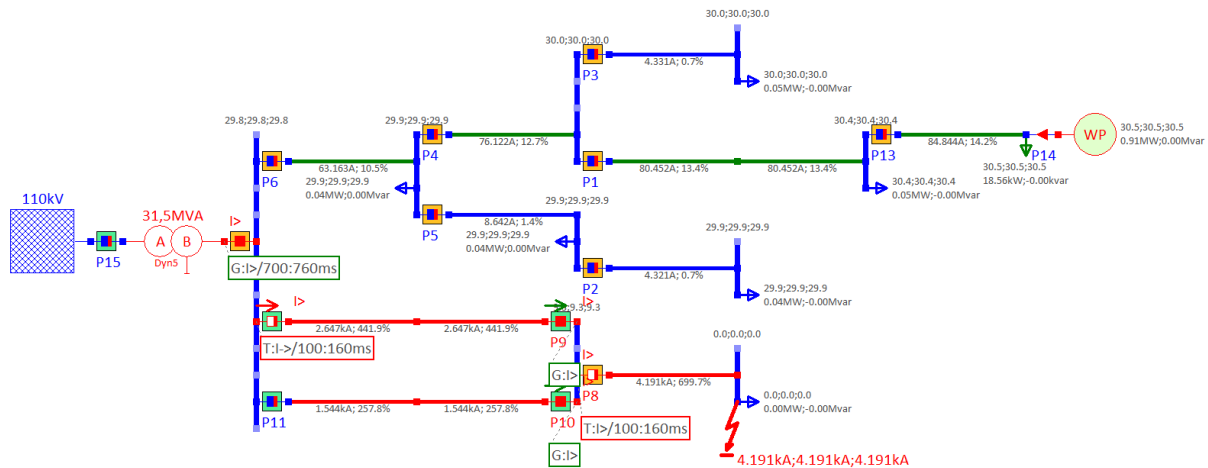 30.0;30.0;30.0
30.0;30.0;30.0
P3
4.331A; 0.7%
30.0;30.0;30.0
0.05MW;-0.00Mvar
29.8;29.8;29.8
29.9;29.9;29.9
P4
76.122A; 12.7%
30.4;30.4;30.4
P13
84.844A; 14.2%
P14
WP
30.5;30.5;30.5
0.91MW;0.00Mvar
P6
63.163A; 10.5%
P1
80.452A; 13.4%
80.452A; 13.4%
30.5;30.5;30.5
18.56kW;-0.00kvar
29.9;29.9;29.9
0.04MW;0.00Mvar
30.4;30.4;30.4
0.05MW;-0.00Mvar
110kV
31,5MVA
I>
P5
8.642A; 1.4%
29.9;29.9;29.9
29.9;29.9;29.9
P15
A
B
Dyn5
29.9;29.9;29.9
0.04MW;0.00Mvar
G:I>/700:760ms
P2
4.321A; 0.7%
29.9;29.9;29.9
0.04MW;-0.00Mvar
I>
I>
9.3;9.3
2.647kA; 441.9%
2.647kA; 441.9%
P9
T:I->/100:160ms
0.0;0.0;0.0
G:I>
I>
P8
4.191kA; 699.7%
I>
P11
1.544kA; 257.8%
1.544kA; 257.8%
P10
T:I>/100:160ms
0.0;0.0;0.0
0.00MW;-0.00Mvar
G:I>
4.191kA;4.191kA;4.191kA